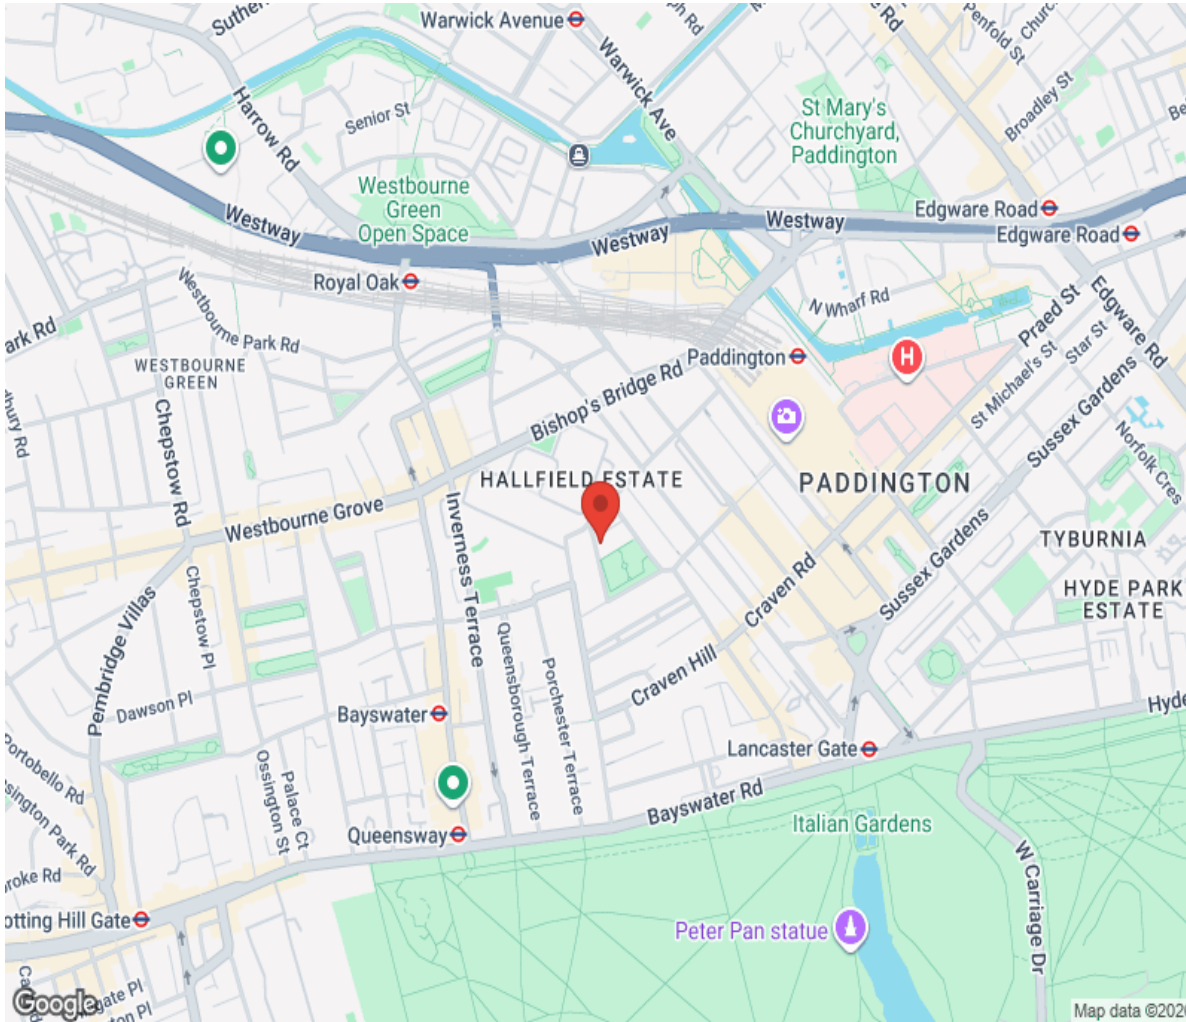 Warwick Avenue
Harrow Rd
Senior St
Warwick Ave
St Mary's
Churchyard,
Paddington
Penfold St
Broadley St
Westbourne
Green
Open Space
Edgware Road
Edgware Road
Westway
Westway
Westway
Royal Oak
Westbourne Park Rd
N Wharf Rd
Praed St
Edgware Rd
Star St
St Michael's St
WESTBOURNE
GREEN
Paddington
H
Bishop's Bridge Rd
Chepstow Rd
Sussex Gardens
Norfolk Cres
HALLFIELD ESTATE
PADDINGTON
Westbourne Grove
Inverness Terrace
TYBURNIA
HYDE PARK
ESTATE
Craven Rd
Sussex Gardens
Chepstow Pl
Pembridge Villas
Queensborough Terrace
Porchester Terrace
Craven Hill
Dawson Pl
Bayswater
Lancaster Gate
Hyde
Portobello Rd
Ossington St
Palace Ct
Bayswater Rd
Queensway
Italian Gardens
W Carriage Dr
otting Hill Gate
Peter Pan statue
Google
Map data ©2026